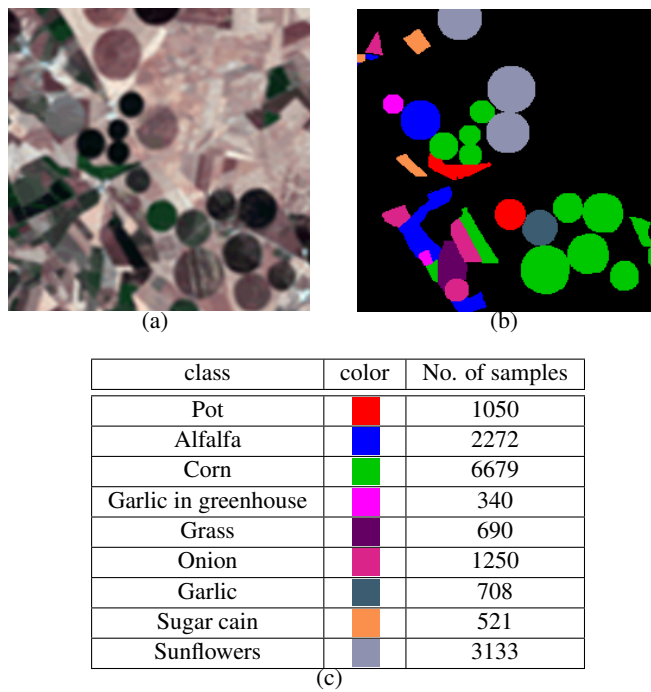 (a)
(b)
class color No. of samples
Pot 1050
Alfalfa 2272
Corn 6679
Garlic in greenhouse 340
Grass 690
Onion 1250
Garlic 708
Sugar cain 521
Sunflowers 3133
(c)